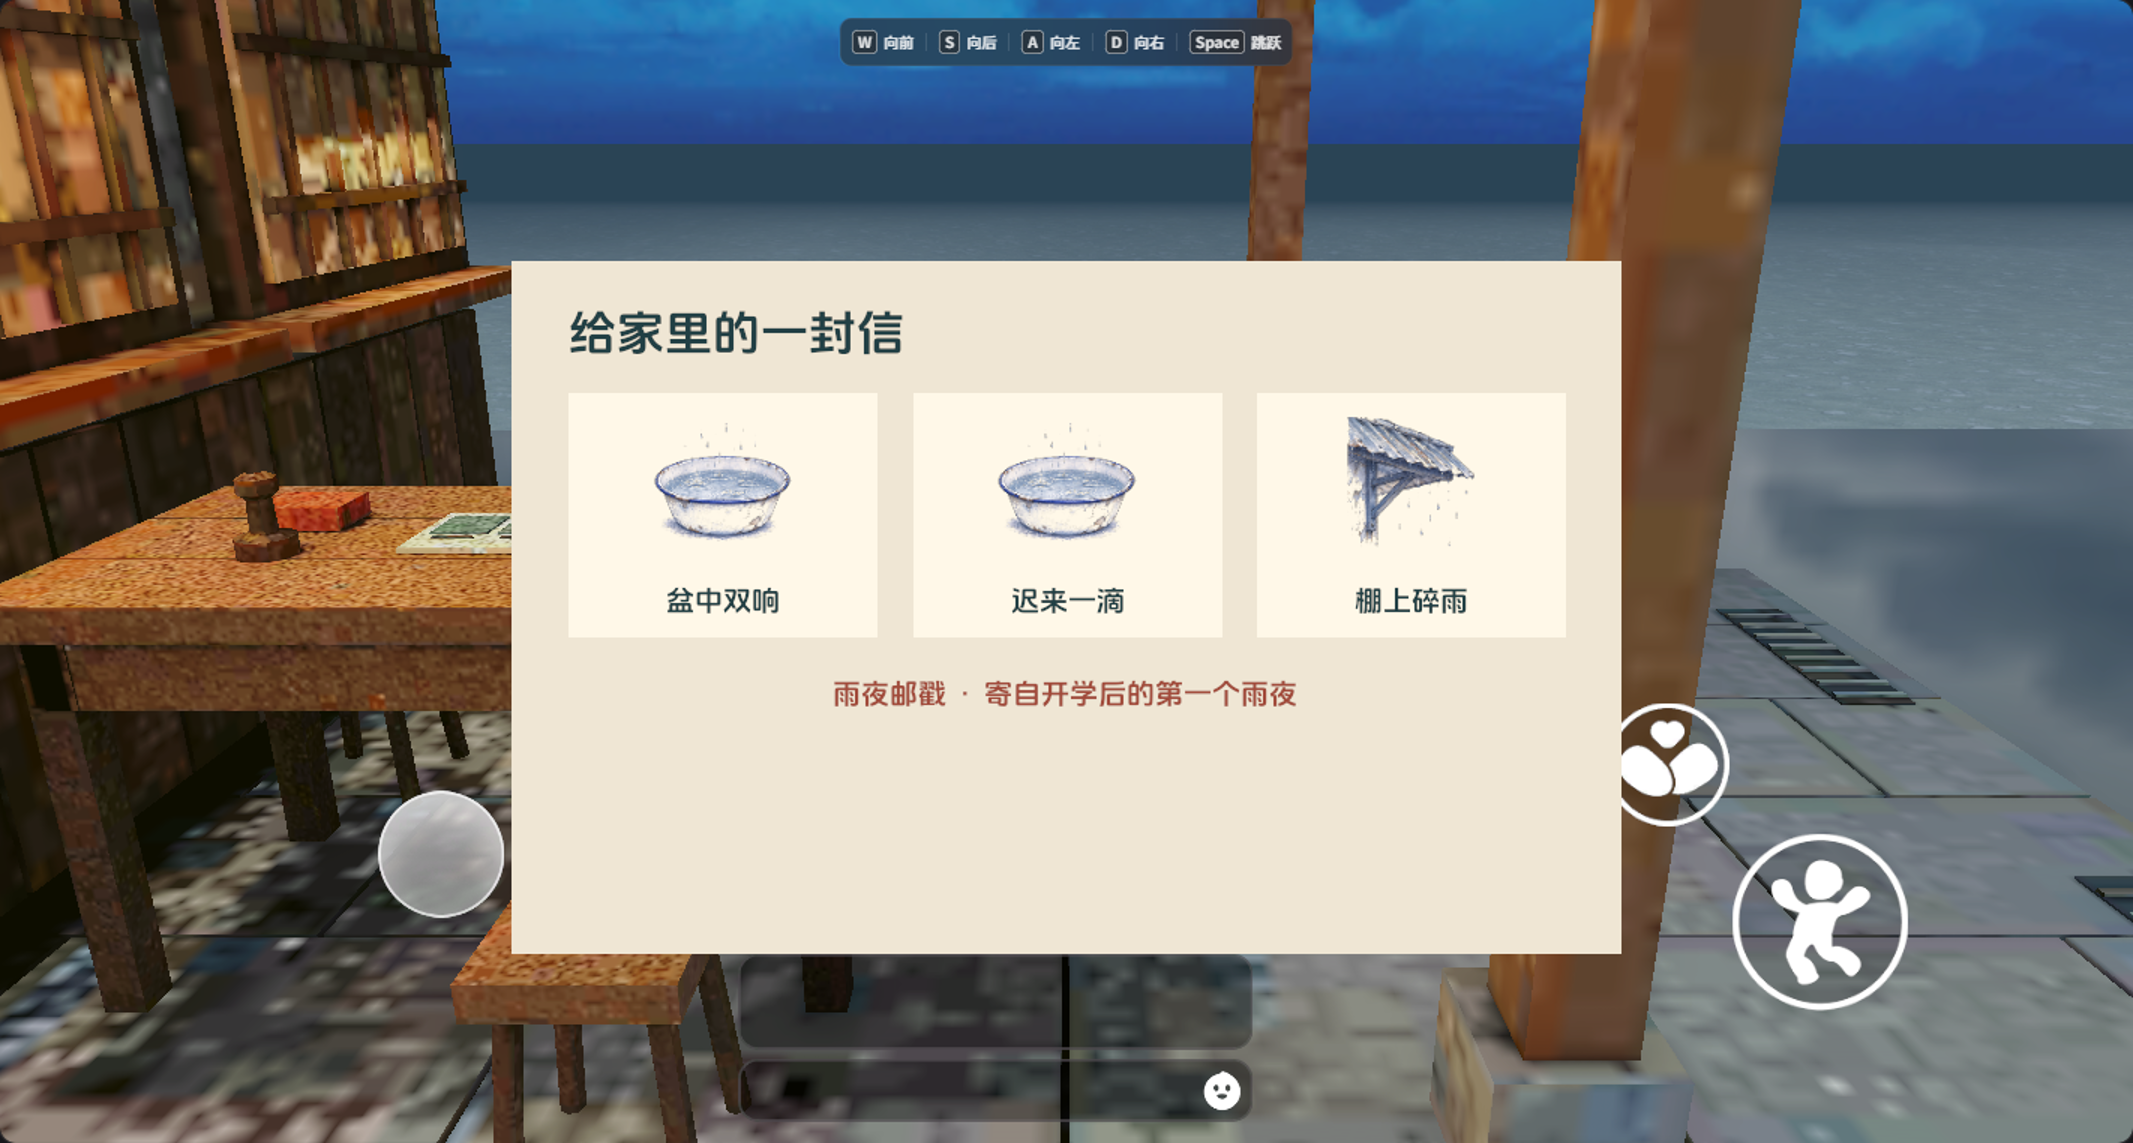 W 向前 S 向后 A 向左 D 向右 Space 跳跃
给家里的一封信
盆中双响 迟来一滴 棚上碎雨
雨夜邮戳 · 寄自开学后的第一个雨夜